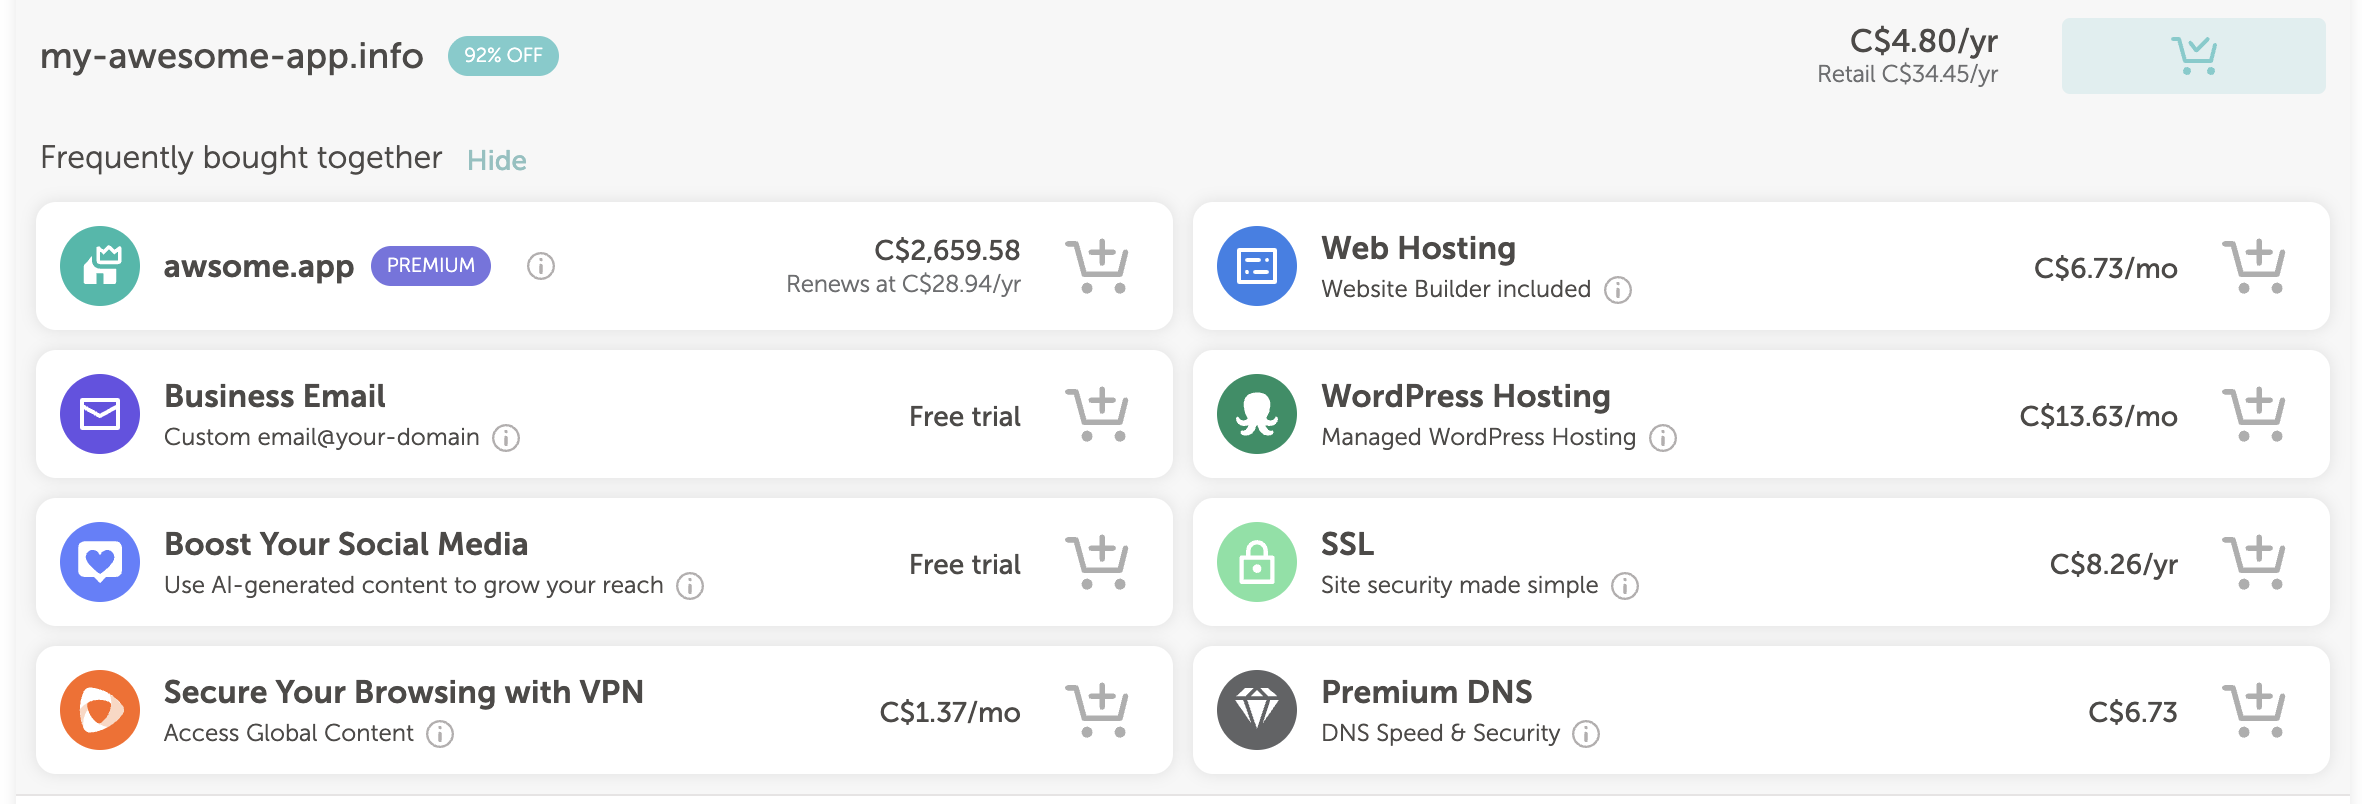 my-awesome-app.info
92% OFF
C$4.80/yr
Retail C$34.45/yr
Frequently bought together
Hide
awsome.app
PREMIUM
C$2,659.58
Renews at C$28.94/yr
Web Hosting
Website Builder included
C$6.73/mo
Business Email
Custom email@your-domain
Free trial
WordPress Hosting
Managed WordPress Hosting
C$13.63/mo
Boost Your Social Media
Use AI-generated content to grow your reach
Free trial
SSL
Site security made simple
C$8.26/yr
Secure Your Browsing with VPN
Access Global Content
C$1.37/mo
Premium DNS
DNS Speed & Security
C$6.73